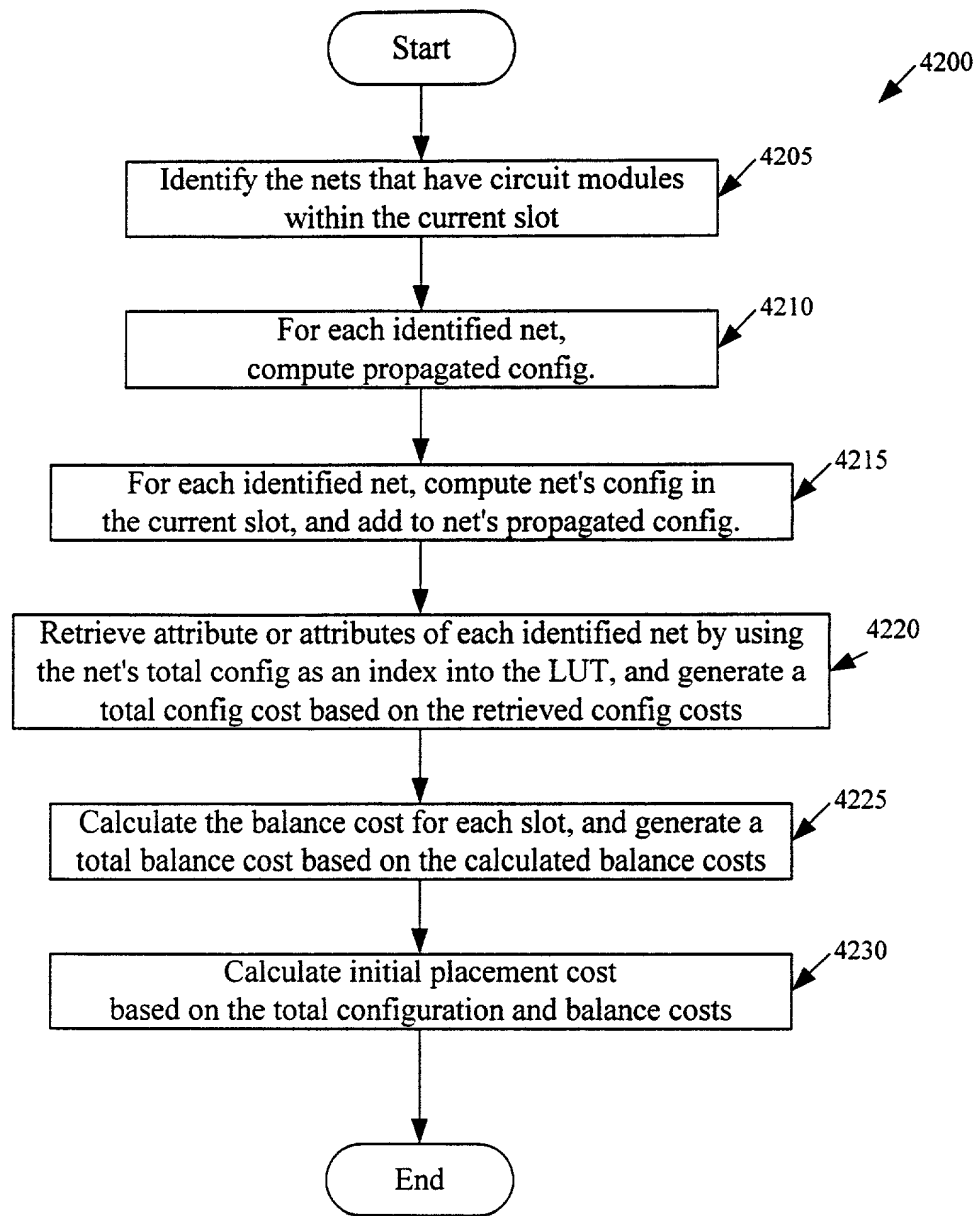 Start
4200
4205
Identify the nets that have circuit modules
within the current slot
4210
For each identified net,
compute propagated config.
4215
For each identified net, compute net's config in
the current slot, and add to net's propagated config.
4220
Retrieve attribute or attributes of each identified net by using
the net's total config as an index into the LUT, and generate a
total config cost based on the retrieved config costs
4225
Calculate the balance cost for each slot, and generate a
total balance cost based on the calculated balance costs
4230
Calculate initial placement cost
based on the total configuration and balance costs
End